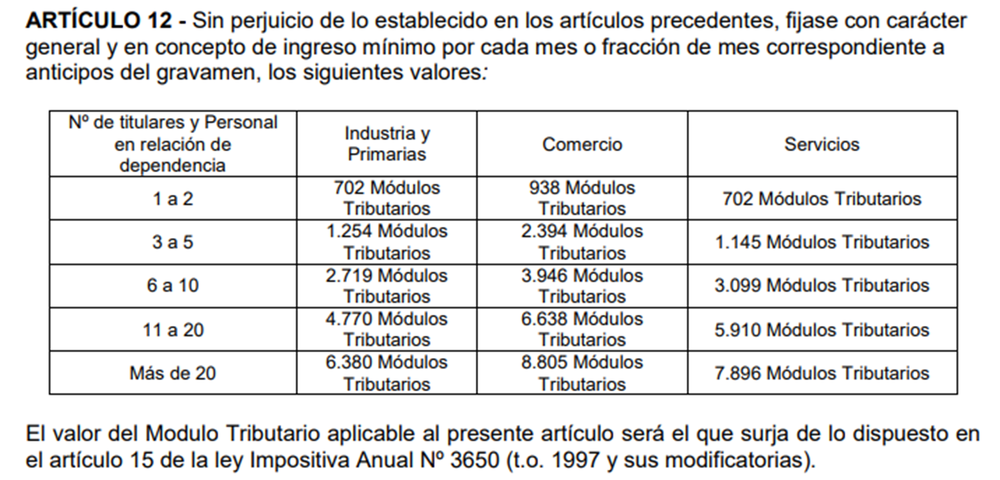 ARTÍCULO 12 - Sin perjuicio de lo establecido en los artículos precedentes, fijase con carácter
general y en concepto de ingreso mínimo por cada mes o fracción de mes correspondiente a
anticipos del gravamen, los siguientes valores:
Nº de titulares y Personal
en relación de
dependencia
Industria y
Primarias
Comercio
Servicios
1 a 2
702 Módulos
Tributarios
938 Módulos
Tributarios
702 Módulos Tributarios
3 a 5
1.254 Módulos
Tributarios
2.394 Módulos
Tributarios
1.145 Módulos Tributarios
6 a 10
2.719 Módulos
Tributarios
3.946 Módulos
Tributarios
3.099 Módulos Tributarios
11 a 20
4.770 Módulos
Tributarios
6.638 Módulos
Tributarios
5.910 Módulos Tributarios
Más de 20
6.380 Módulos
Tributarios
8.805 Módulos
Tributarios
7.896 Módulos Tributarios
El valor del Modulo Tributario aplicable al presente artículo será el que surja de lo dispuesto en
el artículo 15 de la ley Impositiva Anual Nº 3650 (t.o. 1997 y sus modificatorias).